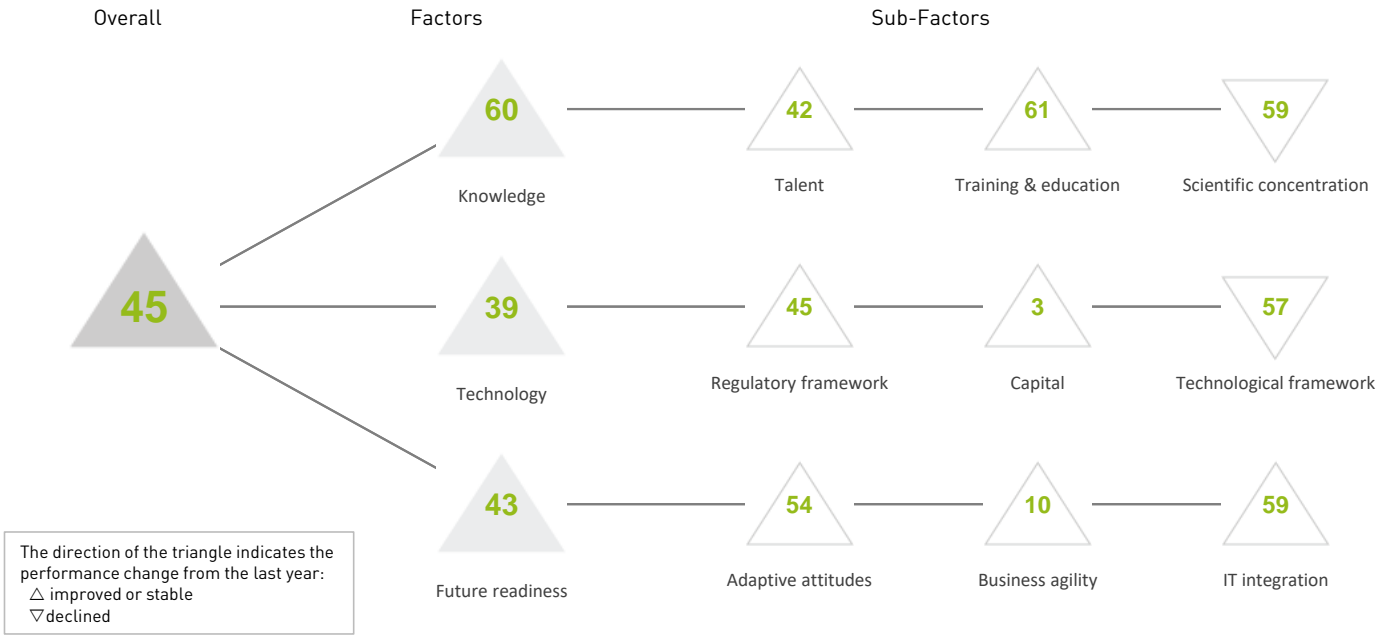 Overall Factors Sub-Factors
60 42 61 59
Knowledge Talent Training & education Scientific concentration
45
39 45 3 57
Technology Regulatory framework Capital Technological framework
43 54 10 59
Future readiness Adaptive attitudes Business agility IT integration
The direction of the triangle indicates the
performance change from the last year:
△ improved or stable
▽ declined